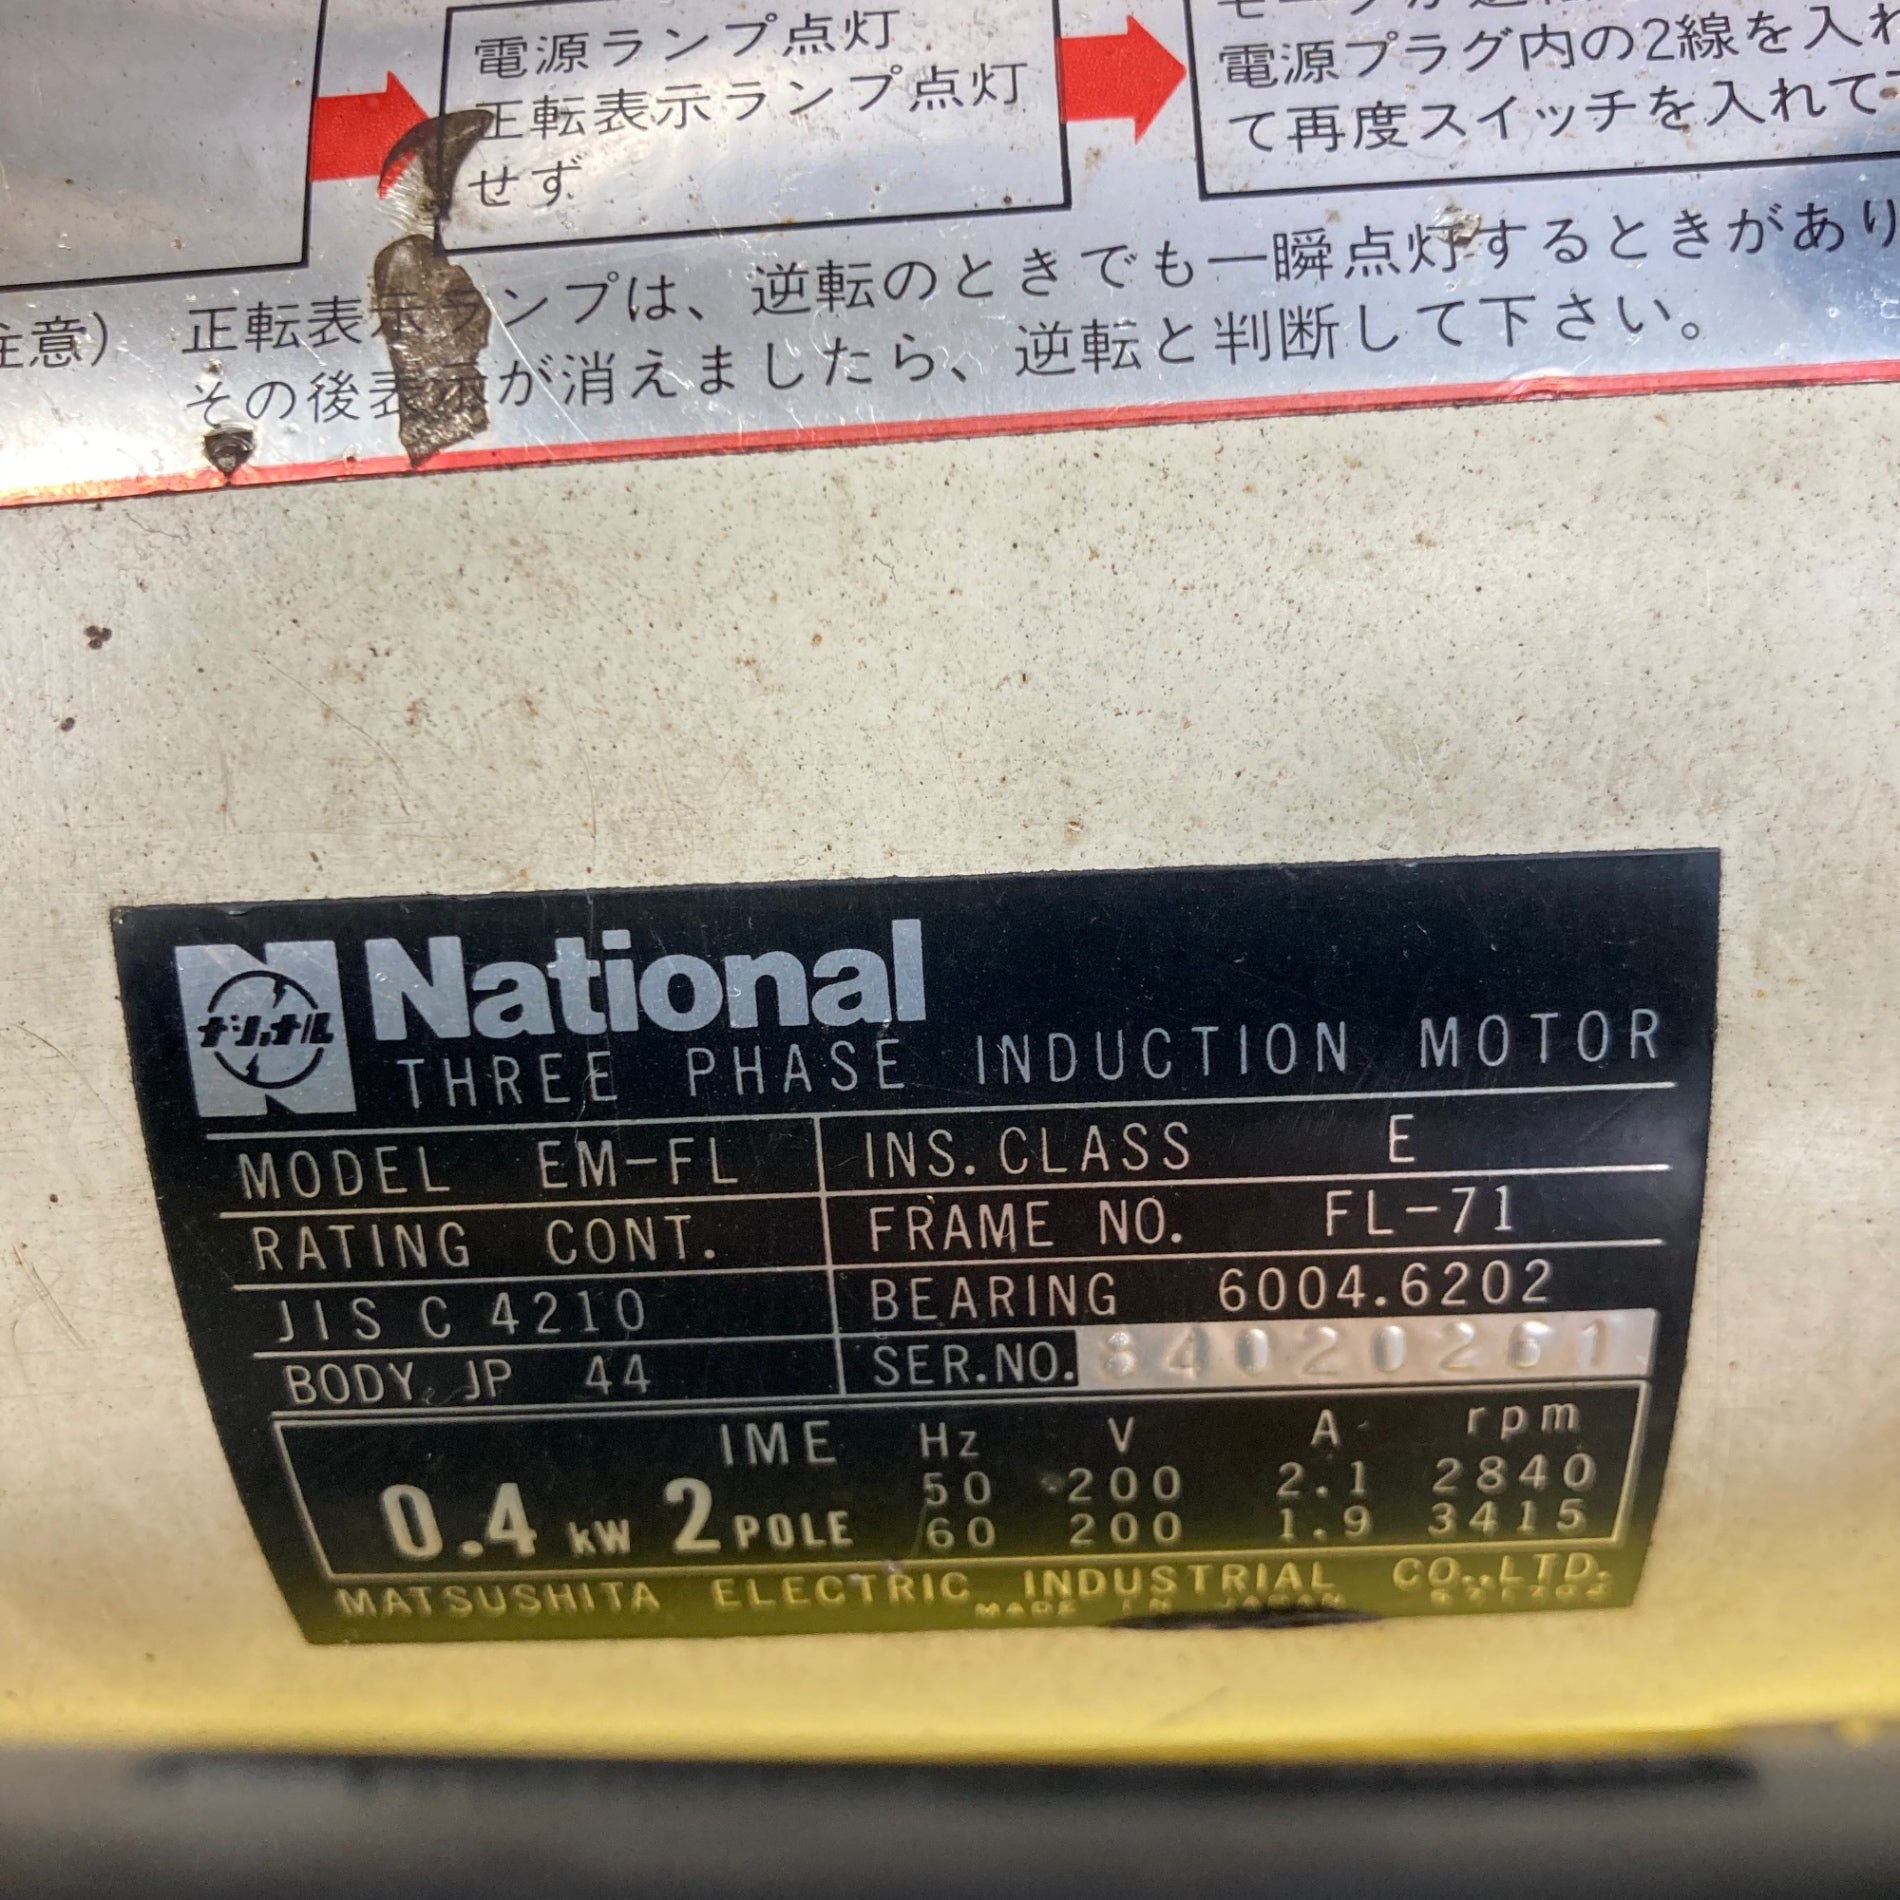 電源ランプ点灯
正転表示ランプ点灯
せず
電源プラグ内の2線を入れ
て再度スイッチを入れて
注意) 正転表示ランプは、逆転のときでも一瞬点灯するときがあり
その後表示が消えましたら、逆転と判断して下さい。
ナショナル National
THREE PHASE INDUCTION MOTOR
MODEL EM-FL INS. CLASS E
RATING CONT. FRAME NO. FL-71
JIS C 4210 BEARING 6004.6202
BODY JP 44 SER.NO. 84020261
IME Hz V A rpm
50 200 2.1 2840
0.4 kW 2 POLE 60 200 1.9 3415
MATSUSHITA ELECTRIC INDUSTRIAL CO.,LTD.
MADE IN JAPAN